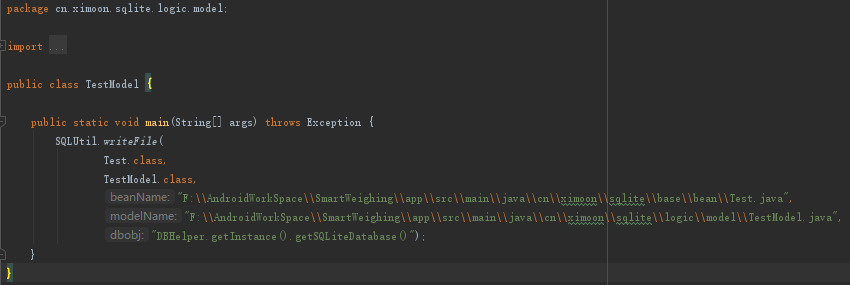 package cn.ximoon.sqlite.logic.model;
import ...
public class TestModel {
public static void main(String[] args) throws Exception {
SQLUtil.writeFile(
Test.class,
TestModel.class,
beanName: "F:\\AndroidWorkSpace\\SmartWeighing\\app\\src\\main\\java\\cn\\ximoon\\sqlite\\base\\bean\\Test.java",
modelName: "F:\\AndroidWorkSpace\\SmartWeighing\\app\\src\\main\\java\\cn\\ximoon\\sqlite\\logic\\model\\TestModel.java",
dbobj: "DBHelper.getInstance().getSQLiteDatabase()");
}
}